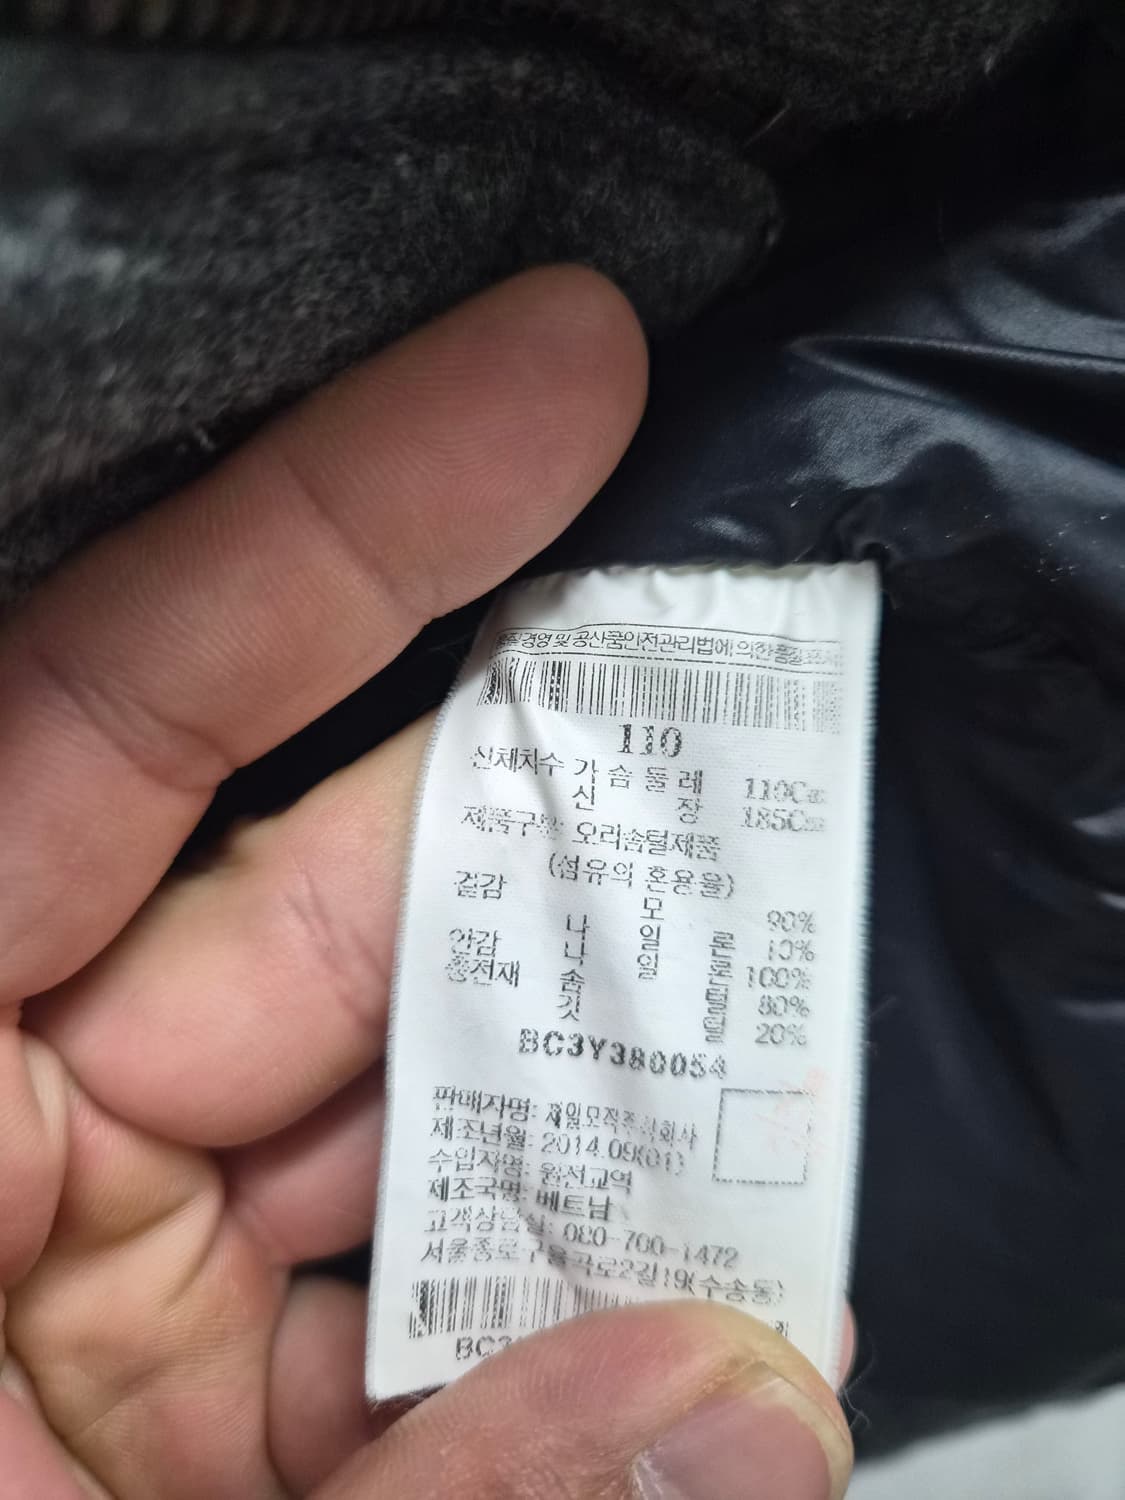 품질경영 및 공산품안전관리법에 의한 품질표시
110
신체치수 가 슴 둘 레 110Cm
신 장 185Cm
제품구분 오리솜털제품
(섬유의 혼용율)
겉감 모 90%
나 일 론 10%
안감 나 일 론 100%
충전재 솜 털 80%
깃 털 20%
BC3Y380054
판매자명: 제일모직주식회사
제조년월: 2014.09(01)
수입자명: 원전교역
제조국명: 베트남
고객상담실: 080-700-1472
서울종로구율곡로2길19(수송동)
BC3